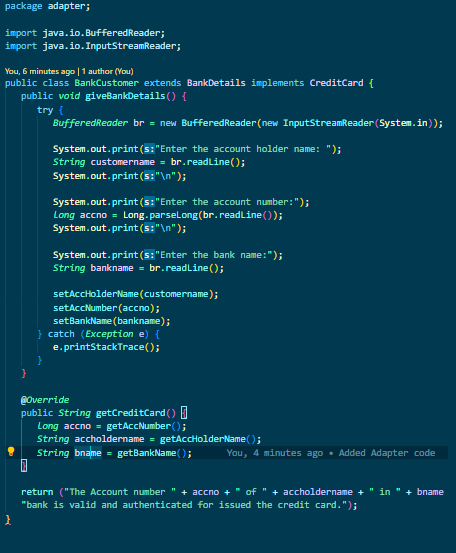 package adapter;
import java.io.BufferedReader;
import java.io.InputStreamReader;
You, 6 minutes ago | 1 author (You)
public class BankCustomer extends BankDetails implements CreditCard {
public void giveBankDetails() {
try {
BufferedReader br = new BufferedReader(new InputStreamReader(System.in));
System.out.print(s:"Enter the account holder name: ");
String customername = br.readLine();
System.out.print(s:"\n");
System.out.print(s:"Enter the account number:");
Long accno = Long.parseLong(br.readLine());
System.out.print(s:"\n");
System.out.print(s:"Enter the bank name:");
String bankname = br.readLine();
setAccHolderName(customername);
setAccNumber(accno);
setBankName(bankname);
} catch (Exception e) {
e.printStackTrace();
}
}
@Override
public String getCreditCard() {
Long accno = getAccNumber();
String accholdername = getAccHolderName();
String bname = getBankName(); You, 4 minutes ago • Added Adapter code
}
return ("The Account number " + accno + " of " + accholdername + " in " + bname
"bank is valid and authenticated for issued the credit card.");
}